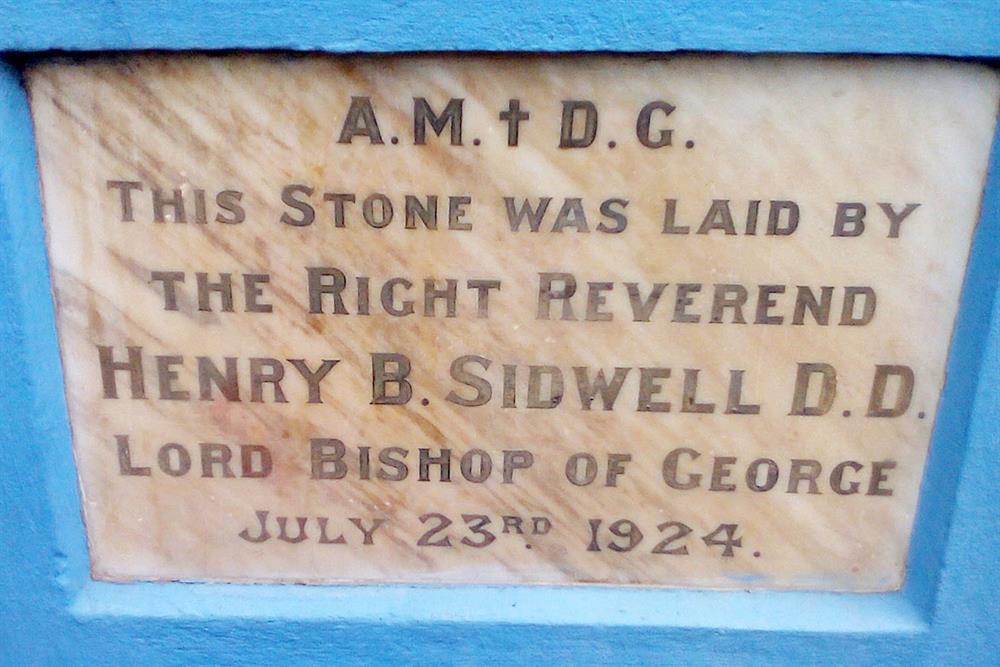 A.M.✝D.G.
THIS STONE WAS LAID BY
THE RIGHT REVEREND
HENRY B. SIDWELL D.D.
LORD BISHOP OF GEORGE
JULY 23RD. 1924.